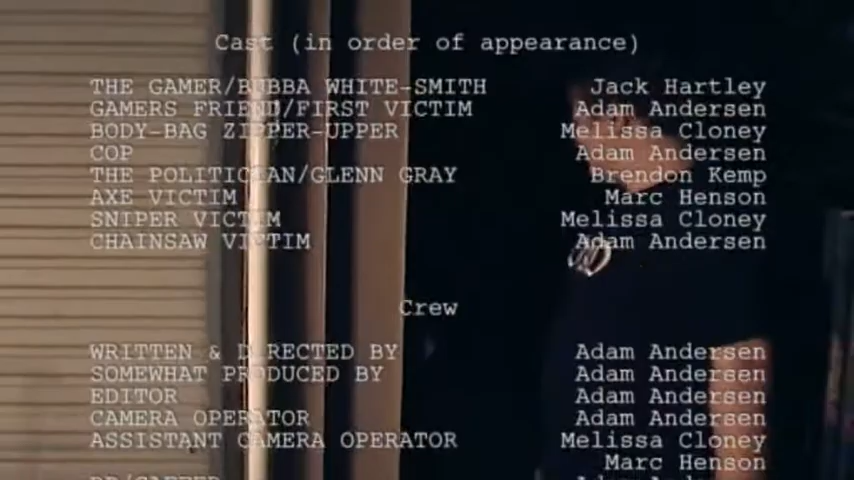 Cast (in order of appearance)
THE GAMER/BUBBA WHITE-SMITH Jack Hartley
GAMERS FRIEND/FIRST VICTIM Adam Andersen
BODY-BAG ZIPPER-UPPER Melissa Cloney
COP Adam Andersen
THE POLITICIAN/GLENN GRAY Brendon Kemp
AXE VICTIM Marc Henson
SNIPER VICTIM Melissa Cloney
CHAINSAW VICTIM Adam Andersen
Crew
WRITTEN & DIRECTED BY Adam Andersen
SOMEWHAT PRODUCED BY Adam Andersen
EDITOR Adam Andersen
CAMERA OPERATOR Adam Andersen
ASSISTANT CAMERA OPERATOR Melissa Cloney
Marc Henson